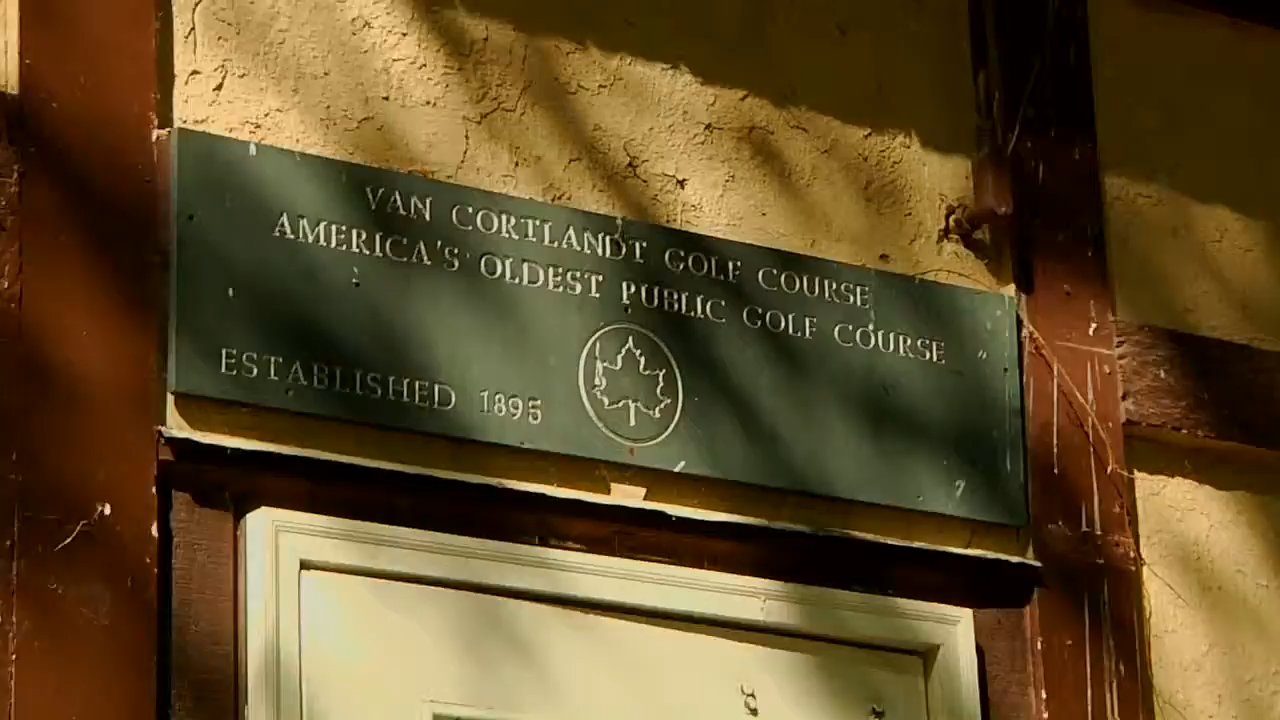 VAN CORTLANDT GOLF COURSE
AMERICA'S OLDEST PUBLIC GOLF COURSE
ESTABLISHED 1895